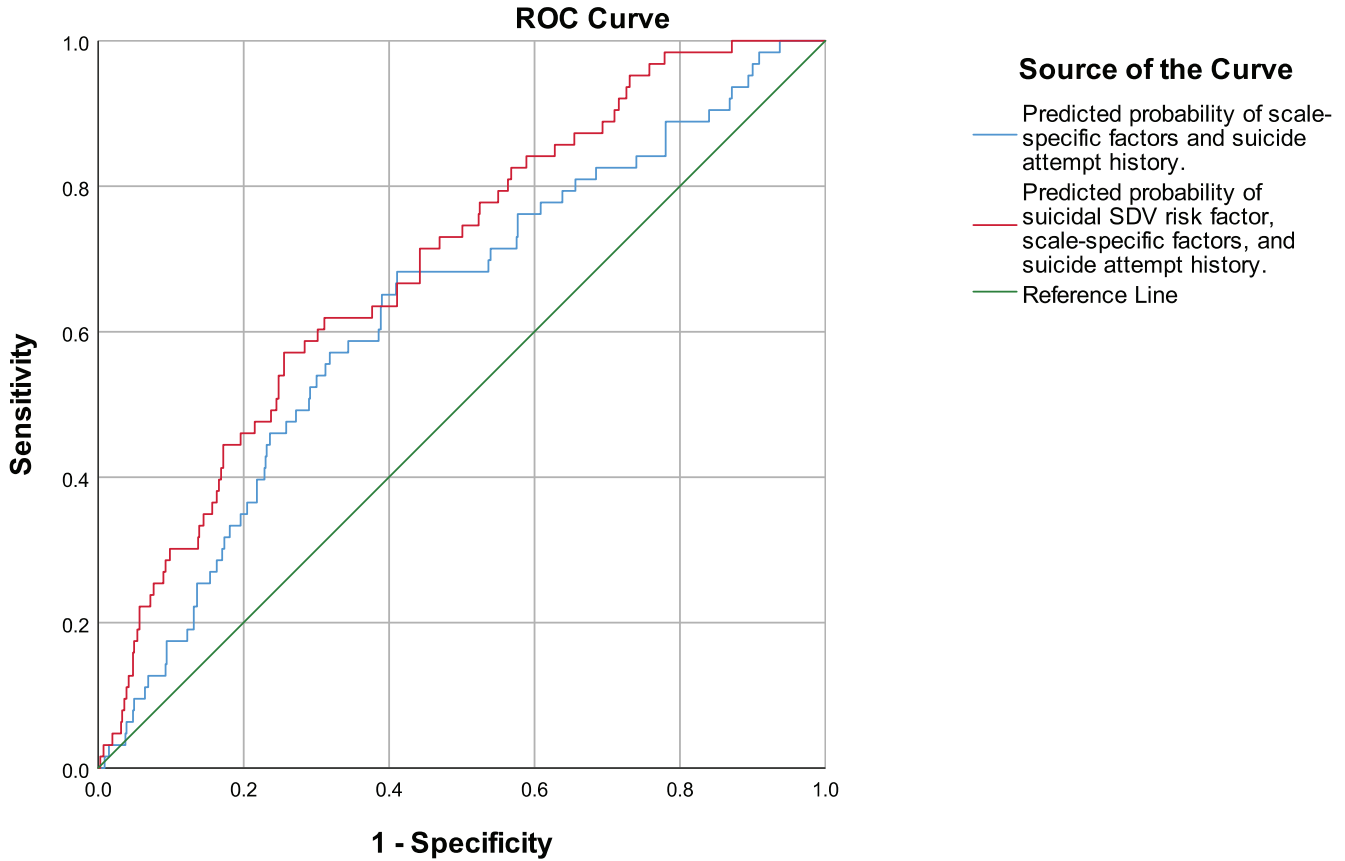 ROC Curve
Source of the Curve
Predicted probability of scale-
specific factors and suicide
attempt history.
Predicted probability of
suicidal SDV risk factor,
scale-specific factors, and
suicide attempt history.
Reference Line
Sensitivity
1.0
0.8
0.6
0.4
0.2
0.0
0.0 0.2 0.4 0.6 0.8 1.0
1 - Specificity